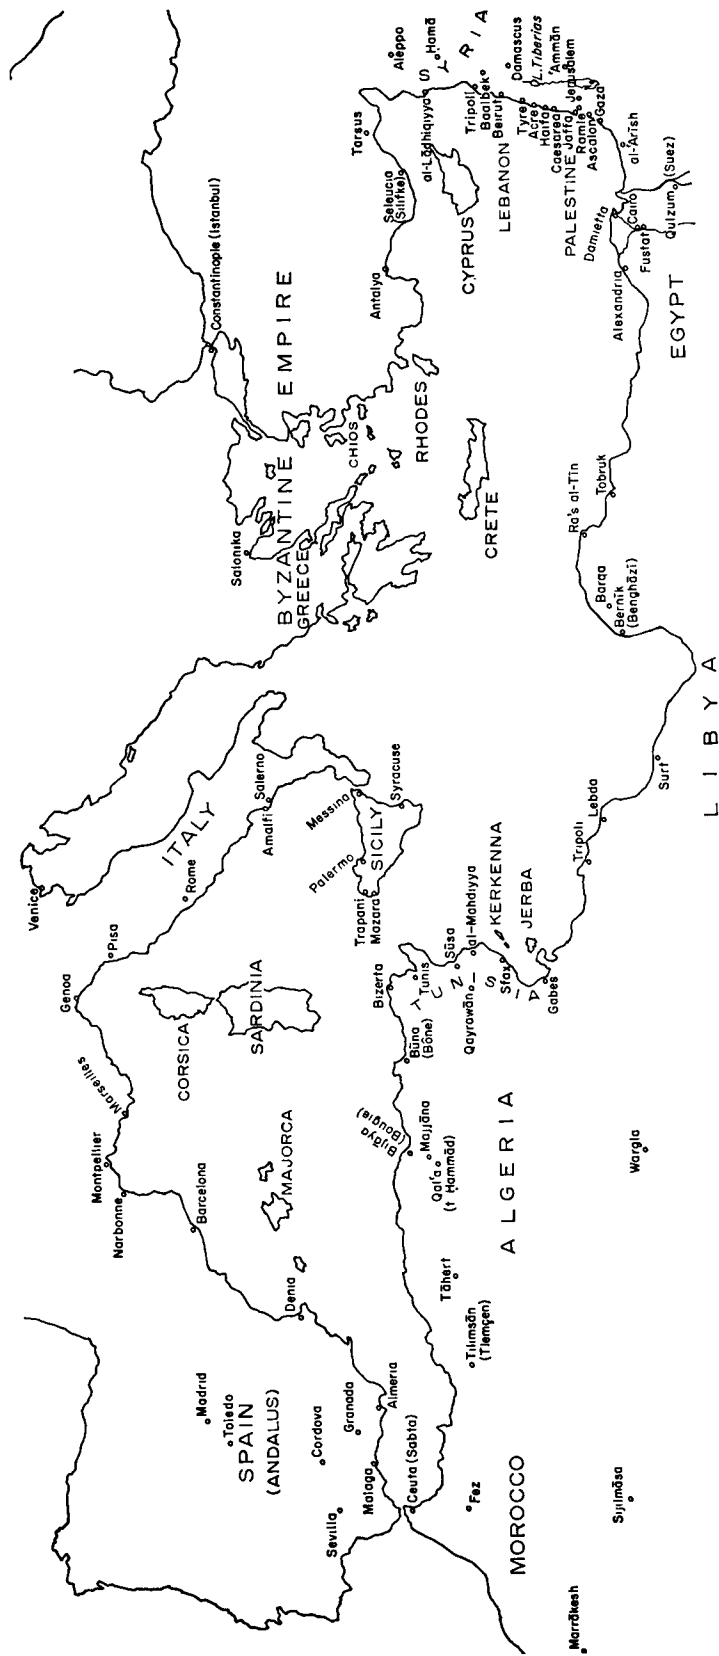 Venice
Genoa
Pisa
Marseilles
Montpellier
Narbonne
Barcelona
CORSICA
SARDINIA
MAJORCA
Denia
Madrid
Toledo
SPAIN
(ANDALUS)
Cordova
Granada
Almeria
Malaga
Sevilla
Ceuta (Sabta)
ITALY
Rome
Amalfi
Salerno
Messina
Palermo
Trapani
Mazara
SICILY
Syracuse
Salonika
BYZANTINE EMPIRE
GREECE
Constantinople (Istanbul)
CHIOS
RHODES
CRETE
CYPRUS
Antalya
Seleucia
(Silifke)
Tarsus
Aleppo
Hamā
SYRIA
al-Lādhiqiyya
Tripoli
Baalbek
Beirut
LEBANON
Damascus
L. Tiberias
Tyre
Acre
Haifa
Caesarea
Jaffa
Ramle
Ascalon
Gaza
Ammān
Jerusalem
PALESTINE
al-Arīsh
Damietta
Cairo
Fustat
Qulzum
(Suez)
Alexandria
EGYPT
Tobruk
Ra's al-Tīn
Barqa
Bernīk
(Benghāzi)
LIBYA
Surt
Lebda
Tripoli
KERKENNA
JERBA
Gabes
Sfax
al-Mahdiyya
Sūsa
Qayrawān
TUNISIA
Tunis
Bizerta
Būna
(Bône)
Bijāya
(Bougie)
Majjāna
Qal'a
(t Hammād)
ALGERIA
Wargla
Tāhert
Tilimsān
(Tlemçen)
Fez
MOROCCO
Sijilmāsa
Marrākesh